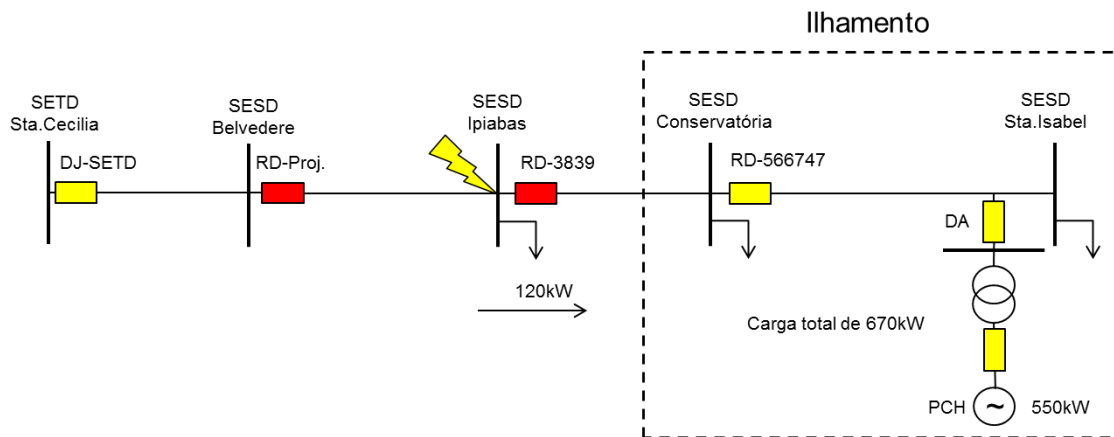 Ilhamento
SETD
Sta.Cecilia
SESD
Belvedere
SESD
Ipiabas
SESD
Conservatória
SESD
Sta.Isabel
DJ-SETD
RD-Proj.
RD-3839
RD-566747
DA
120kW
Carga total de 670kW
PCH
~
550kW